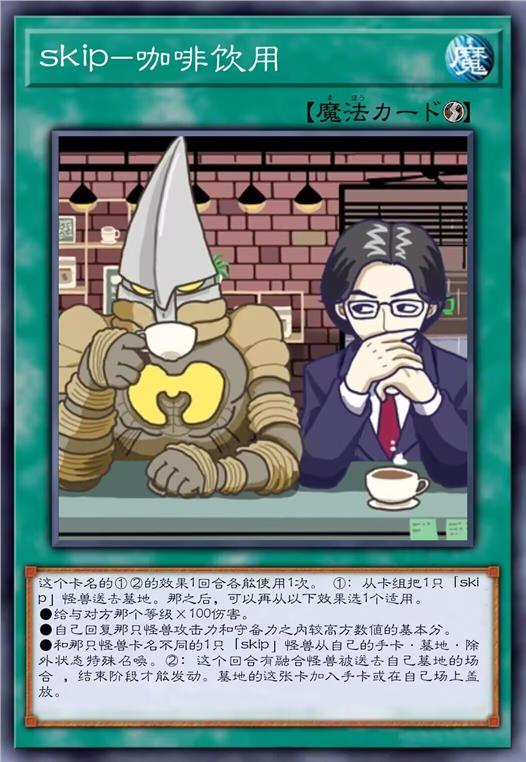 skip-咖啡饮用
魔
【魔法カード】
ま ほう
这个卡名的①②的效果1回合各能使用1次。 ①：从卡组把1只「ski
p」怪兽送去墓地。那之后，可以再从以下效果选1个适用。
●给与对方那个等级×100伤害。
●自己回复那只怪兽攻击力和守备力之内较高方数值的基本分。
●和那只怪兽卡名不同的1只「skip」怪兽从自己的手卡·墓地·除
外状态特殊召唤。②：这个回合有融合怪兽被送去自己墓地的场
合 ，结束阶段才能发动。墓地的这张卡加入手卡或在自己场上盖
放。